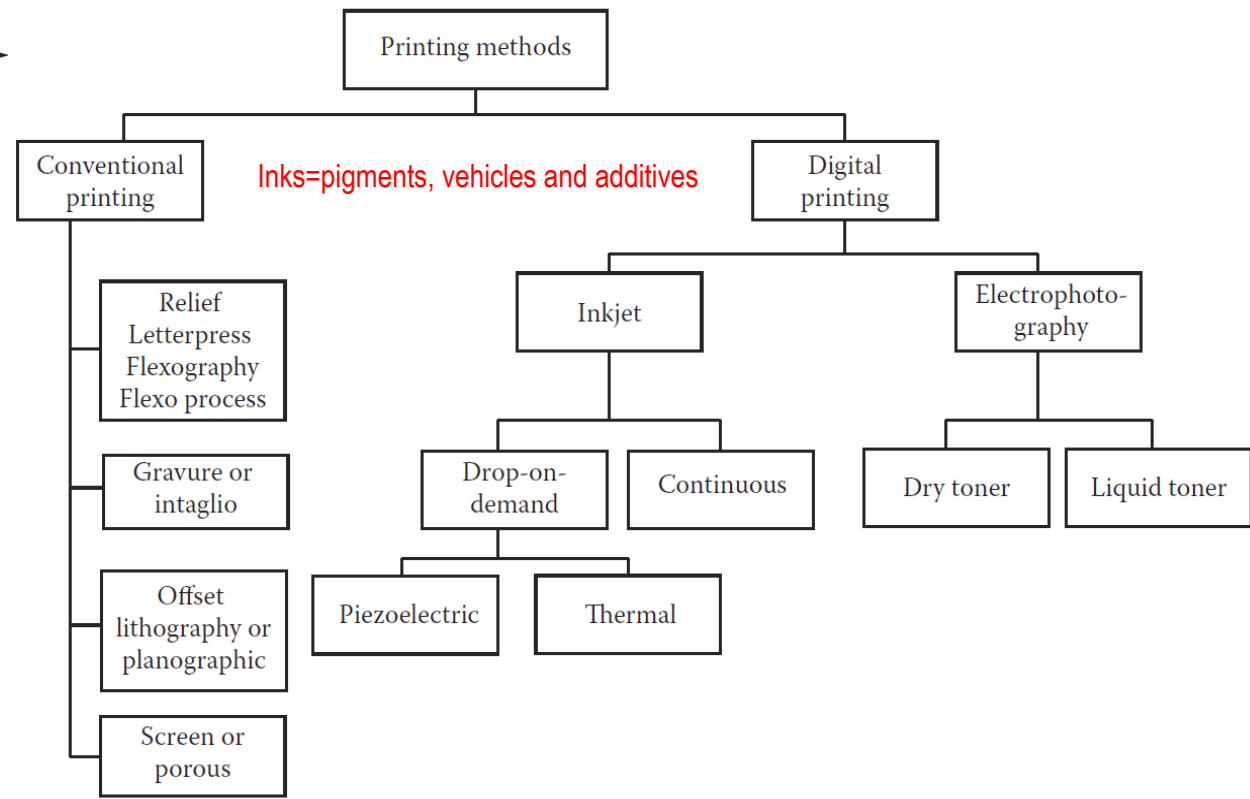 Printing methods
Conventional
printing
Inks=pigments, vehicles and additives
Digital
printing
Relief
Letterpress
Flexography
Flexo process
Inkjet
Electrophoto-
graphy
Gravure or
intaglio
Drop-on-
demand
Continuous
Dry toner
Liquid toner
Offset
lithography or
planographic
Piezoelectric
Thermal
Screen or
porous